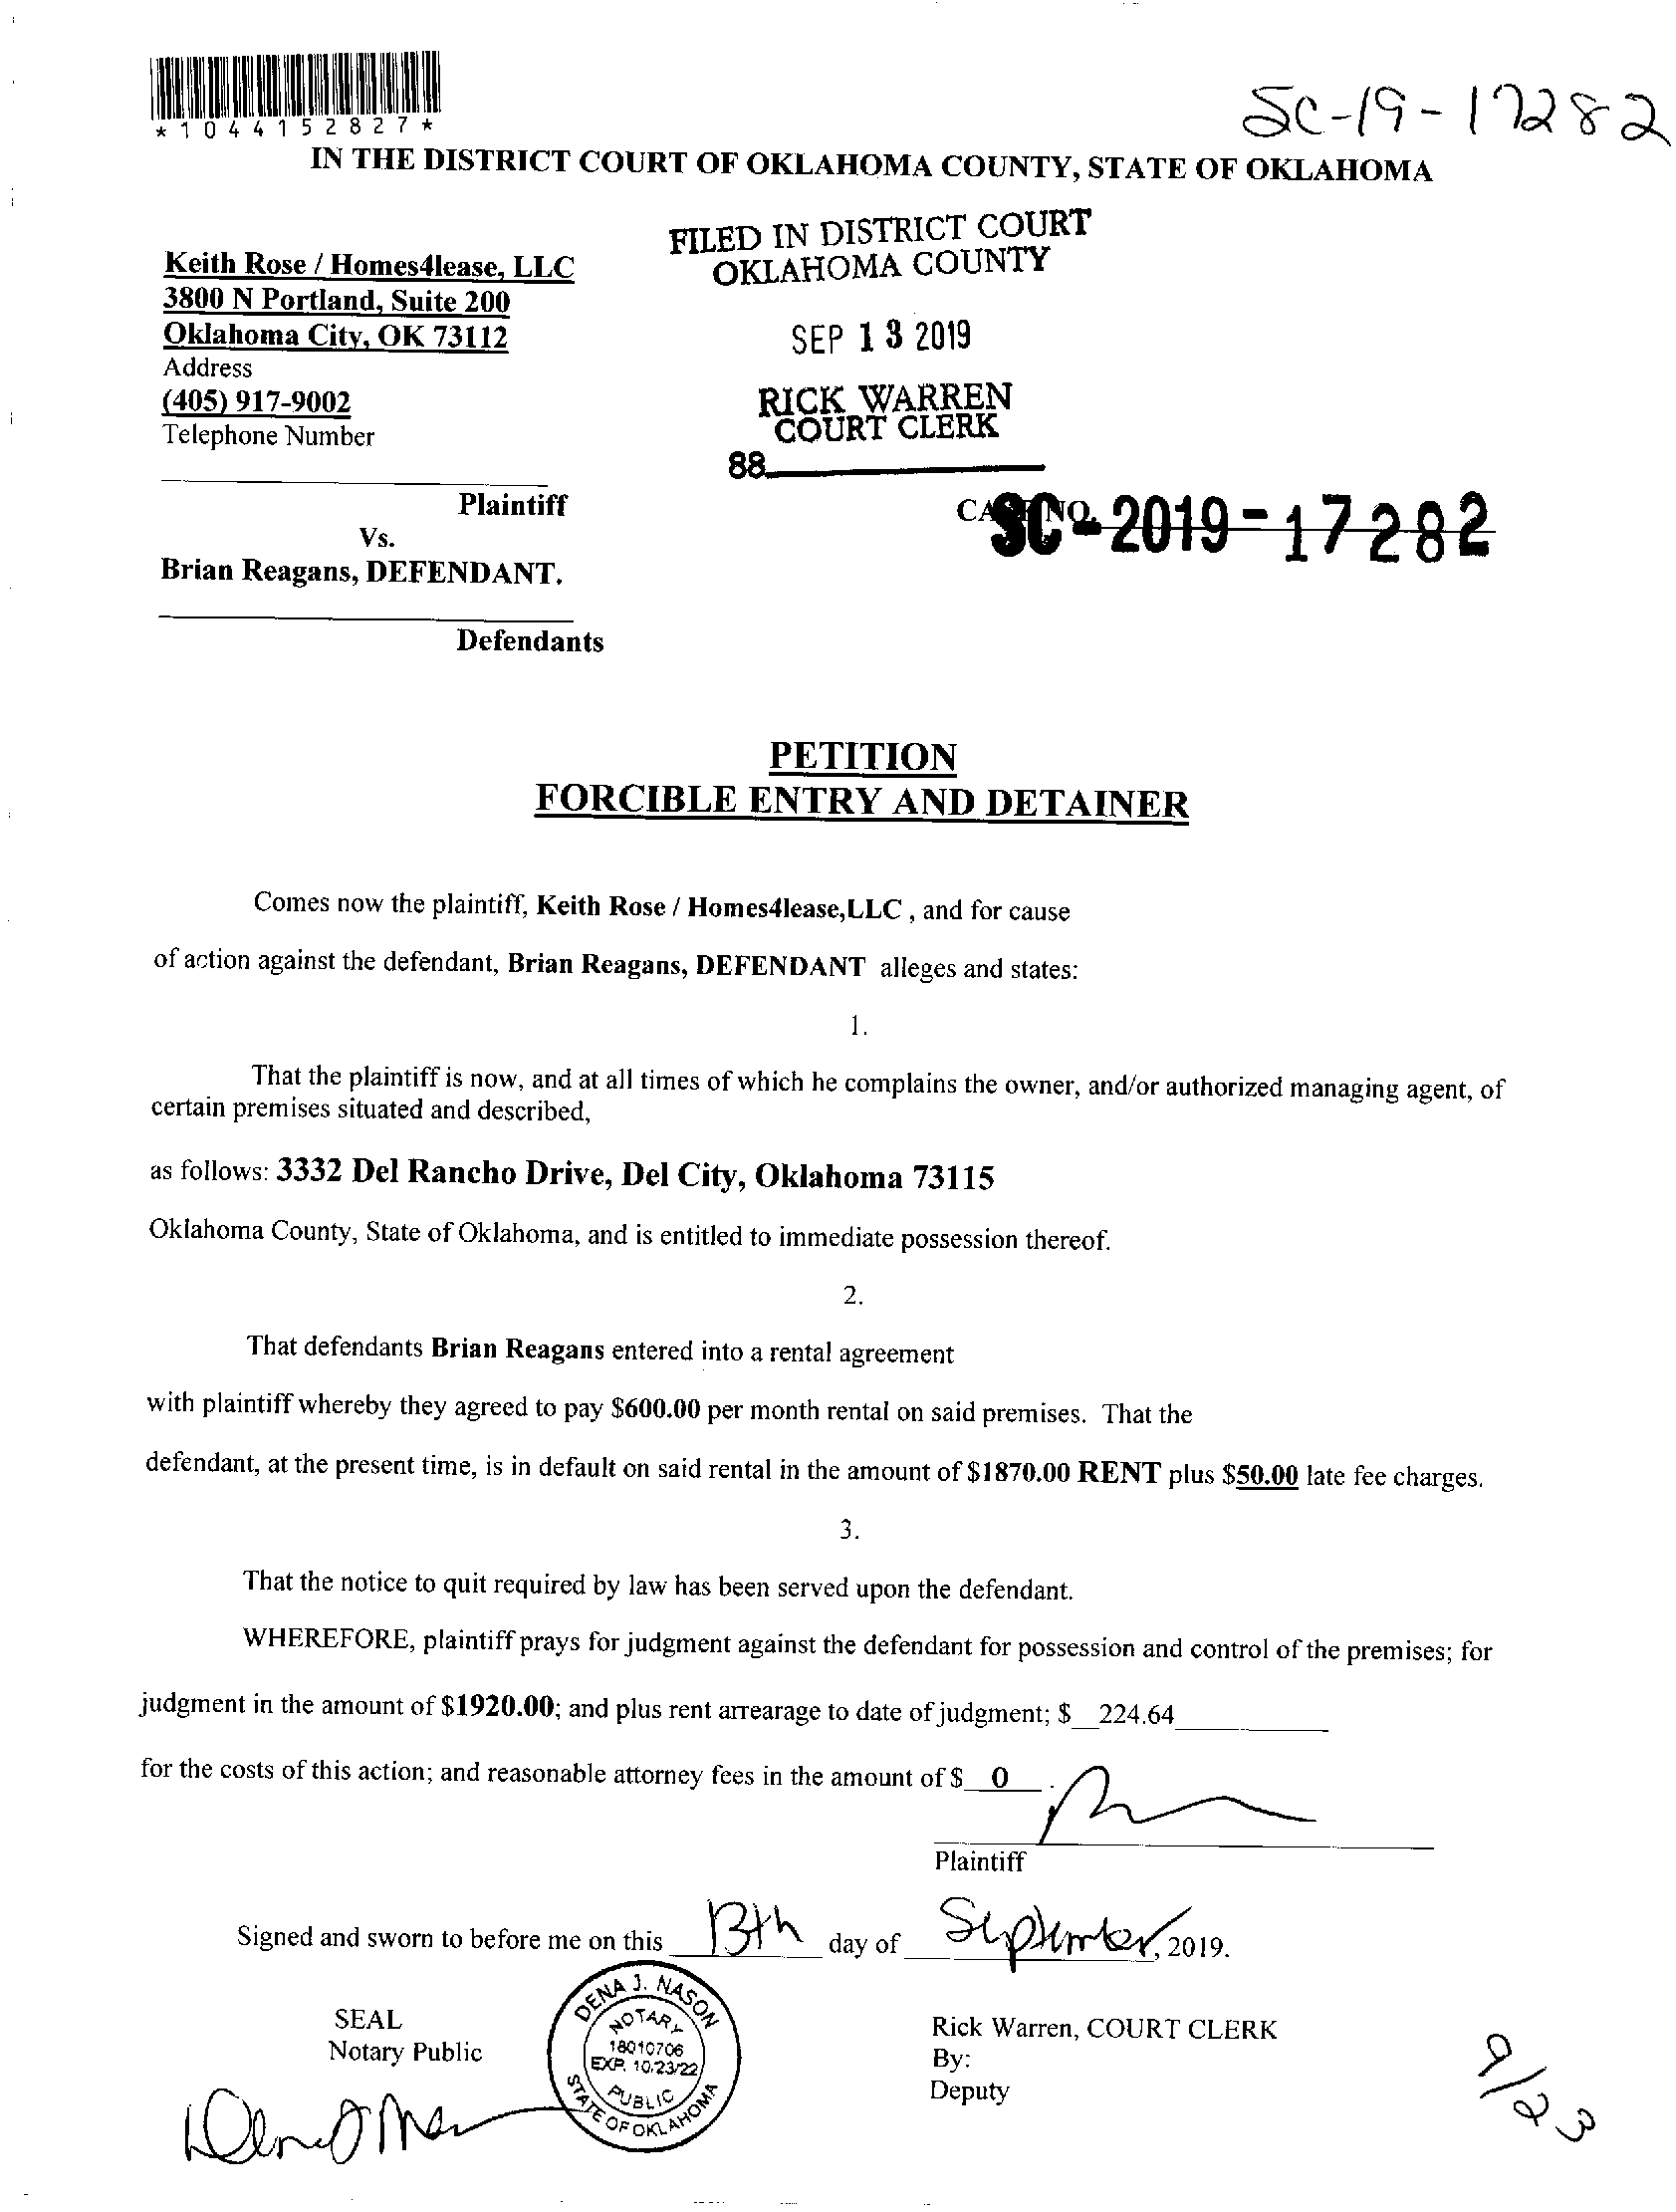 *1044152827*
SC-19-17282
IN THE DISTRICT COURT OF OKLAHOMA COUNTY, STATE OF OKLAHOMA
FILED IN DISTRICT COURT
OKLAHOMA COUNTY
SEP 13 2019
RICK WARREN
COURT CLERK
88
Keith Rose / Homes4lease, LLC
3800 N Portland, Suite 200
Oklahoma City, OK 73112
Address
(405) 917-9002
Telephone Number
Plaintiff
Vs.
Brian Reagans, DEFENDANT.
Defendants
CASE NO.
SC-2019-17282
PETITION
FORCIBLE ENTRY AND DETAINER
Comes now the plaintiff, Keith Rose / Homes4lease,LLC , and for cause
of action against the defendant, Brian Reagans, DEFENDANT alleges and states:
1.
That the plaintiff is now, and at all times of which he complains the owner, and/or authorized managing agent, of
certain premises situated and described,
as follows: 3332 Del Rancho Drive, Del City, Oklahoma 73115
Oklahoma County, State of Oklahoma, and is entitled to immediate possession thereof.
2.
That defendants Brian Reagans entered into a rental agreement
with plaintiff whereby they agreed to pay $600.00 per month rental on said premises. That the
defendant, at the present time, is in default on said rental in the amount of $1870.00 RENT plus $50.00 late fee charges.
3.
That the notice to quit required by law has been served upon the defendant.
WHEREFORE, plaintiff prays for judgment against the defendant for possession and control of the premises; for
judgment in the amount of $1920.00; and plus rent arrearage to date of judgment; $ 224.64
for the costs of this action; and reasonable attorney fees in the amount of $ 0 .
Plaintiff
Signed and sworn to before me on this 13th day of September, 2019.
SEAL
Notary Public
DENA J. NASON
NOTARY
18010706
EXP. 10/23/22
PUBLIC
STATE OF OKLAHOMA
Rick Warren, COURT CLERK
By:
Deputy
9/23